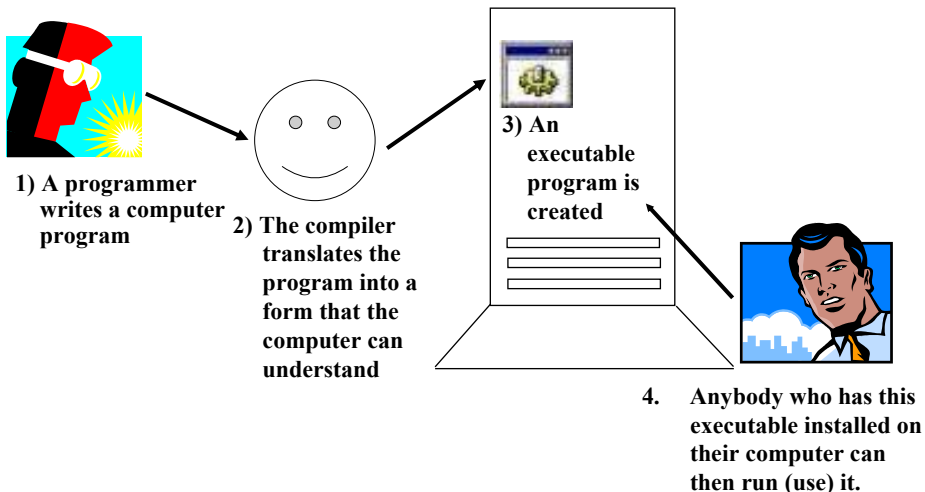 1) A programmer
writes a computer
program
2) The compiler
translates the
program into a
form that the
computer can
understand
3) An
executable
program is
created
4. Anybody who has this
executable installed on
their computer can
then run (use) it.